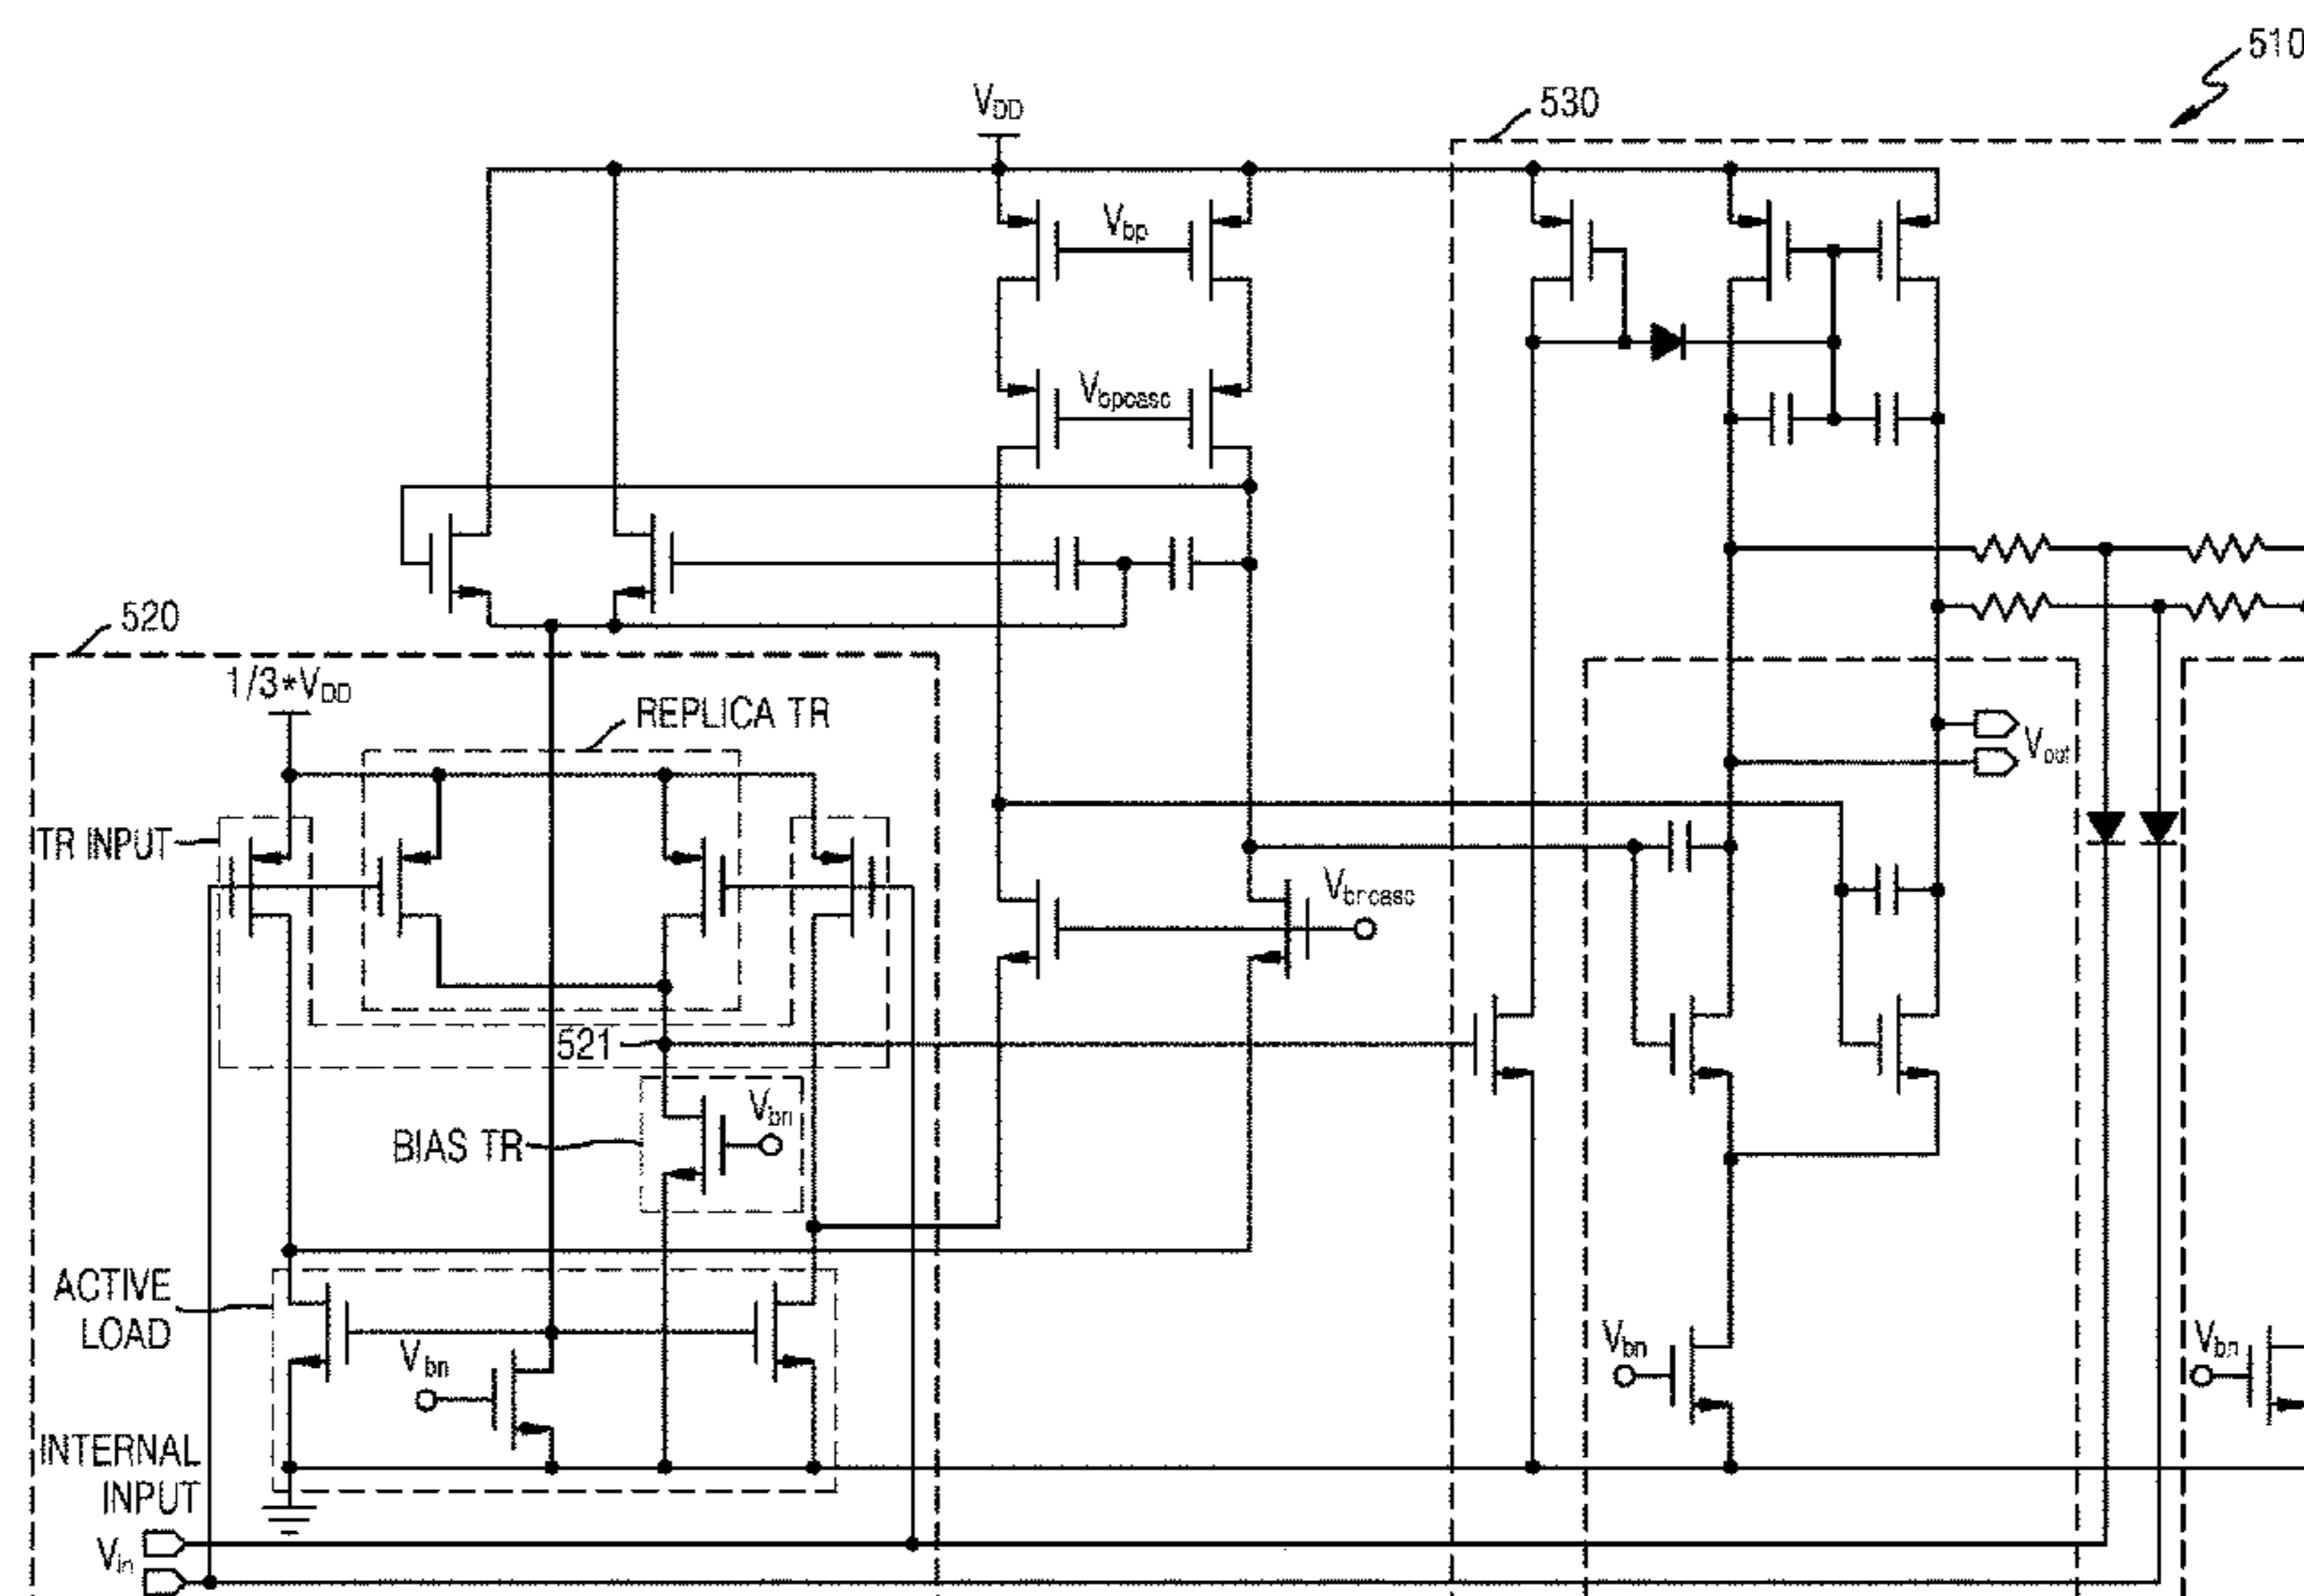 510
530
VDD
Vbp
Vbpcasc
520
1/3*VDD
REPLICA TR
Vout
TR INPUT
Vbncasc
521
Vbn
BIAS TR
ACTIVE
LOAD
Vbn
Vbn
Vbn
INTERNAL
INPUT
Vin